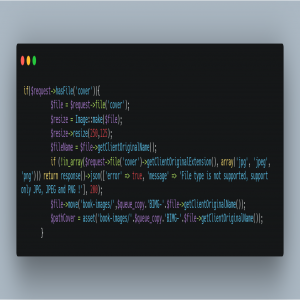 if($request->hasFile('cover')){
$file = $request->file('cover');
$resize = Image::make($file);
$resize->resize(250,125);
$fileName = $file->getClientOriginalName();
if (!in_array($request->file('cover')->getClientOriginalExtension(), array('jpg', 'jpeg',
'png'))) return response()->json(['error' => true, 'message' => 'File type is not supported, support
only JPG, JPEG and PNG !'], 200);
$file->move('book-images/',$queue_copy.'BIMG-'.$file->getClientOriginalName());
$pathCover = asset('book-images/'.$queue_copy.'BIMG-'.$file->getClientOriginalName());
}